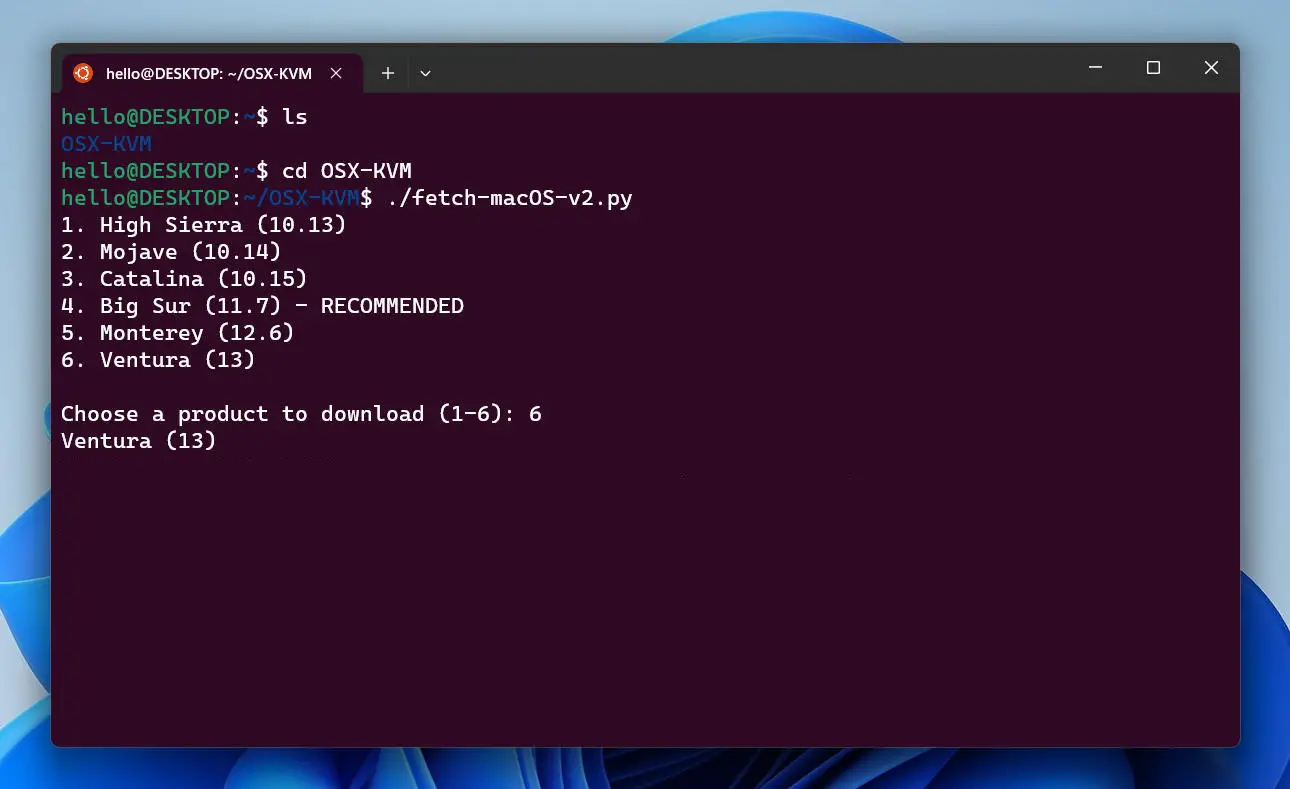 hello@DESKTOP: ~/OSX-KVM
hello@DESKTOP:~$ ls
OSX-KVM
hello@DESKTOP:~$ cd OSX-KVM
hello@DESKTOP:~/OSX-KVM$ ./fetch-macOS-v2.py
1. High Sierra (10.13)
2. Mojave (10.14)
3. Catalina (10.15)
4. Big Sur (11.7) - RECOMMENDED
5. Monterey (12.6)
6. Ventura (13)
Choose a product to download (1-6): 6
Ventura (13)